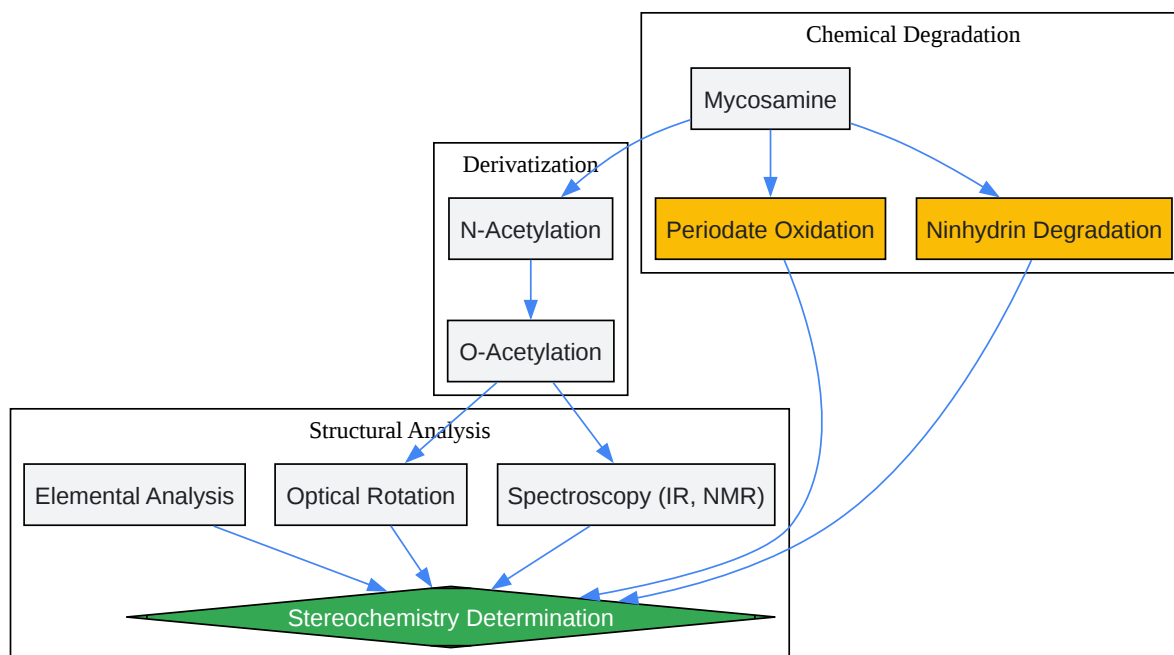 Chemical Degradation
Mycosamine
Derivatization
N-Acetylation
Periodate Oxidation
Ninhydrin Degradation
O-Acetylation
Structural Analysis
Elemental Analysis
Optical Rotation
Spectroscopy (IR, NMR)
Stereochemistry Determination